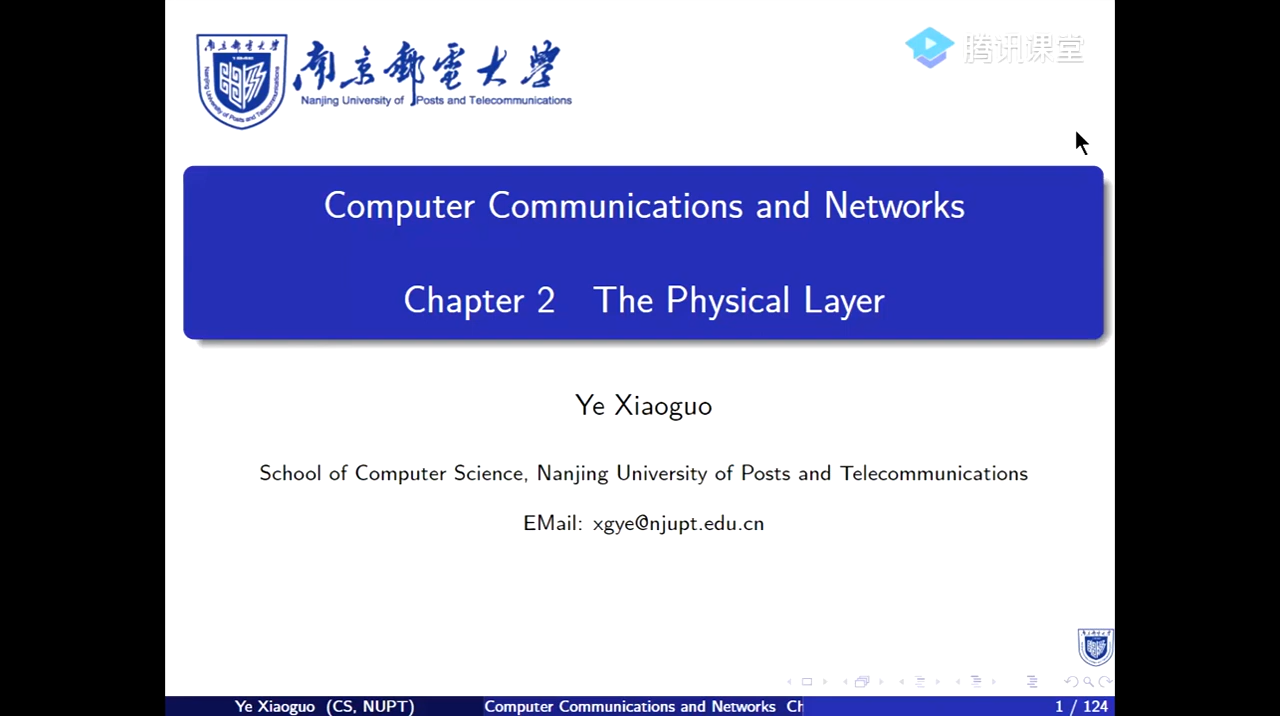 南京郵電大學
Nanjing University of Posts and Telecommunications
腾讯课堂
Computer Communications and Networks
Chapter 2 The Physical Layer
Ye Xiaoguo
School of Computer Science, Nanjing University of Posts and Telecommunications
EMail: xgye@njupt.edu.cn
Ye Xiaoguo (CS, NUPT)
Computer Communications and Networks Ch
1 / 124